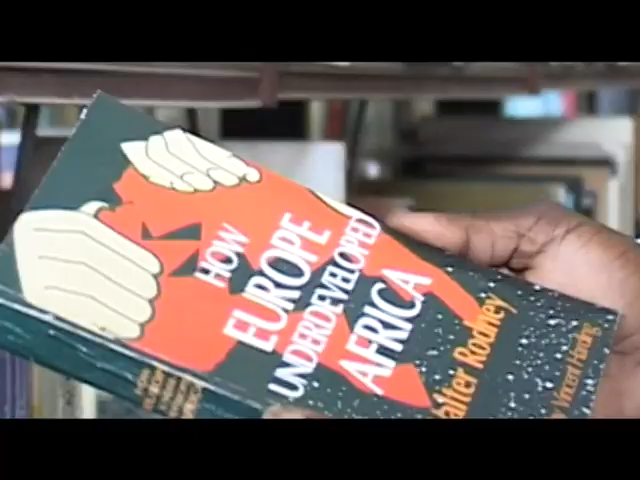 HOW
EUROPE
UNDERDEVELOPED
AFRICA
alter Rodney
Vincent Harding